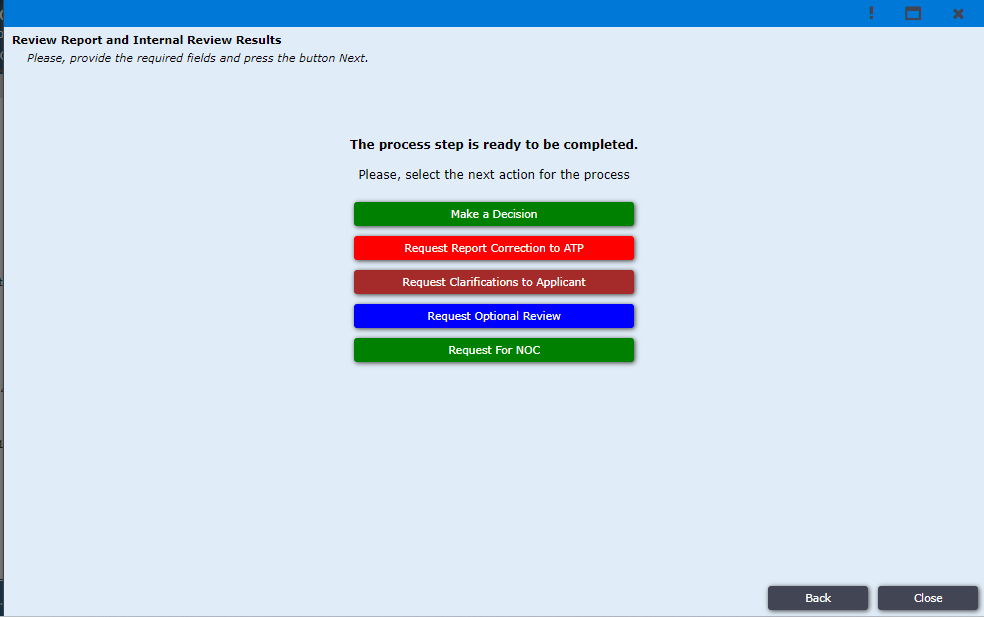 Review Report and Internal Review Results
Please, provide the required fields and press the button Next.
The process step is ready to be completed.
Please, select the next action for the process
Make a Decision
Request Report Correction to ATP
Request Clarifications to Applicant
Request Optional Review
Request For NOC
Back
Close